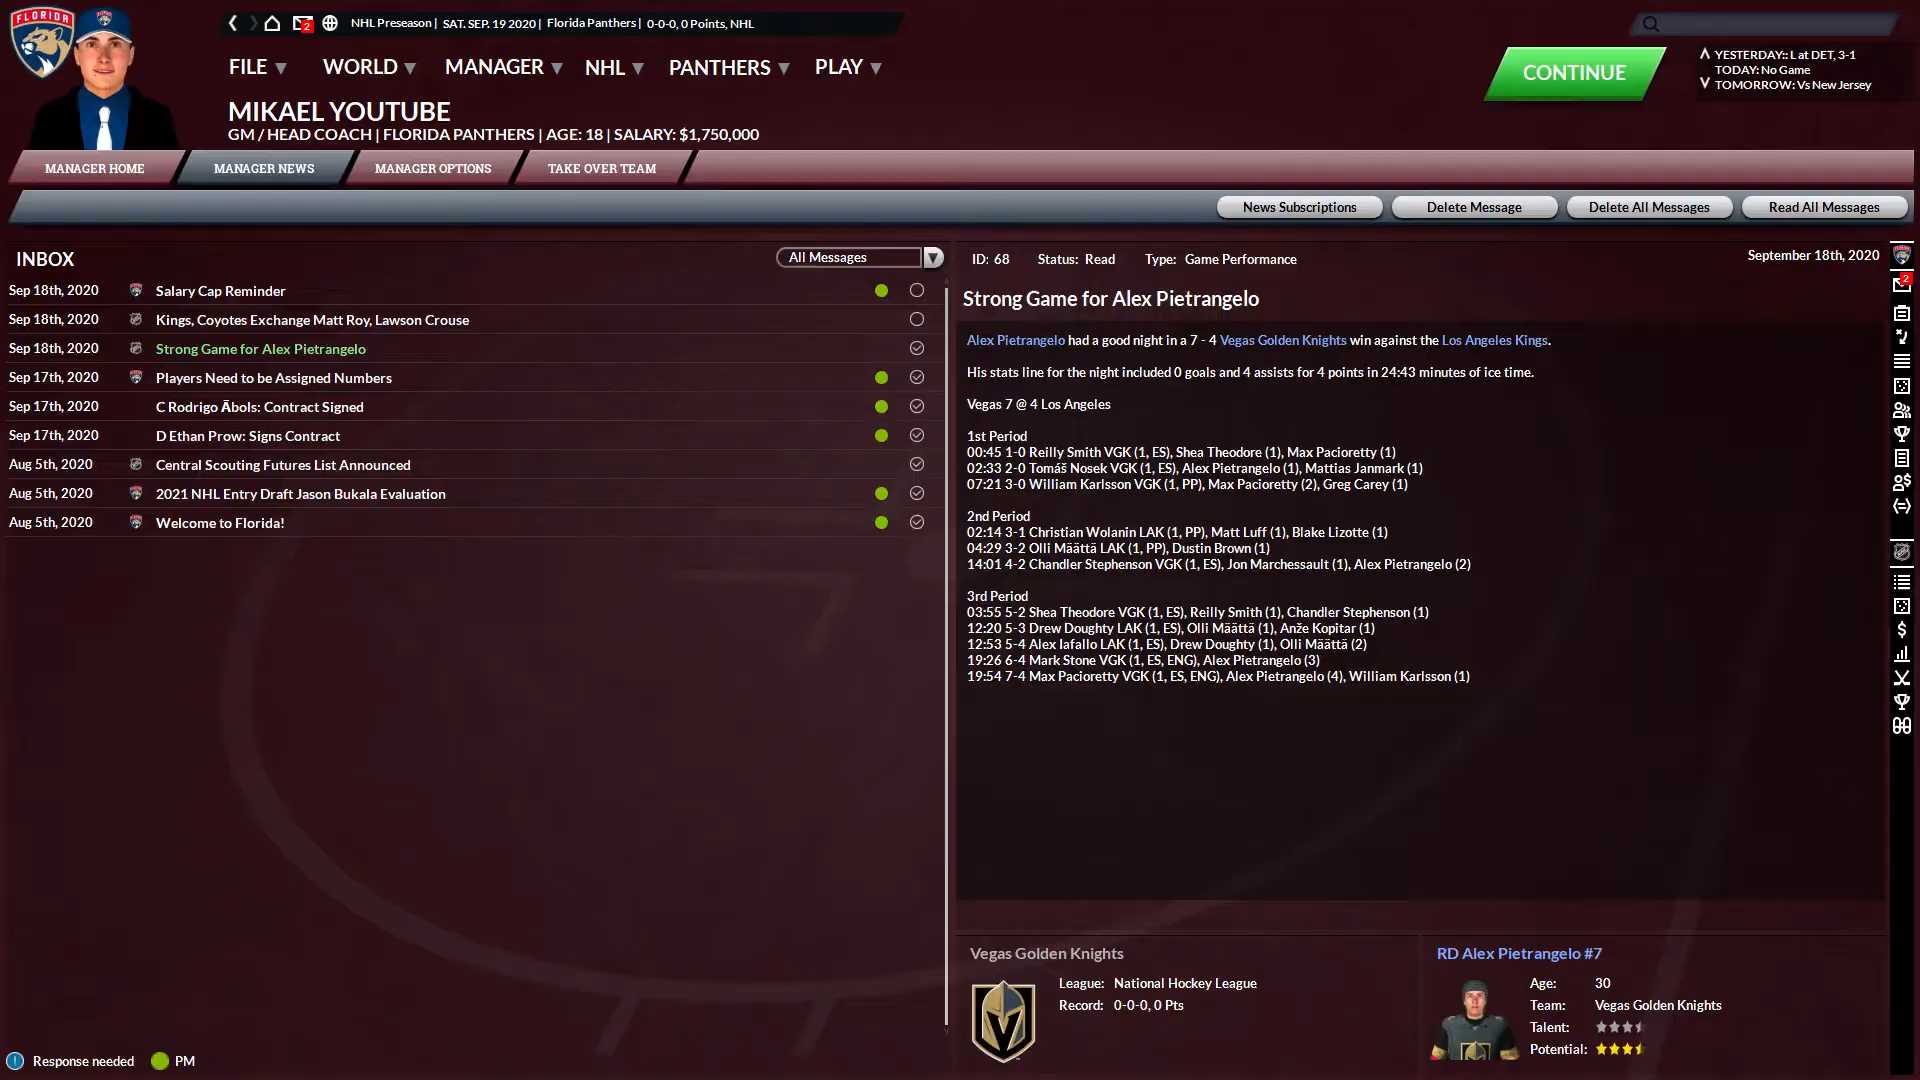 FLORIDA
2
NHL Preseason | SAT. SEP. 19 2020 | Florida Panthers | 0-0-0, 0 Points, NHL
FILE WORLD MANAGER NHL PANTHERS PLAY
CONTINUE
YESTERDAY:: L at DET, 3-1
TODAY: No Game
TOMORROW: Vs New Jersey
MIKAEL YOUTUBE
GM / HEAD COACH | FLORIDA PANTHERS | AGE: 18 | SALARY: $1,750,000
MANAGER HOME MANAGER NEWS MANAGER OPTIONS TAKE OVER TEAM
News Subscriptions Delete Message Delete All Messages Read All Messages
INBOX All Messages
Sep 18th, 2020 Salary Cap Reminder
Sep 18th, 2020 Kings, Coyotes Exchange Matt Roy, Lawson Crouse
Sep 18th, 2020 Strong Game for Alex Pietrangelo
Sep 17th, 2020 Players Need to be Assigned Numbers
Sep 17th, 2020 C Rodrigo Ābols: Contract Signed
Sep 17th, 2020 D Ethan Prow: Signs Contract
Aug 5th, 2020 Central Scouting Futures List Announced
Aug 5th, 2020 2021 NHL Entry Draft Jason Bukala Evaluation
Aug 5th, 2020 Welcome to Florida!
Response needed PM
ID: 68 Status: Read Type: Game Performance September 18th, 2020
2
Strong Game for Alex Pietrangelo
Alex Pietrangelo had a good night in a 7 - 4 Vegas Golden Knights win against the Los Angeles Kings.
His stats line for the night included 0 goals and 4 assists for 4 points in 24:43 minutes of ice time.
Vegas 7 @ 4 Los Angeles
1st Period
00:45 1-0 Reilly Smith VGK (1, ES), Shea Theodore (1), Max Pacioretty (1)
02:33 2-0 Tomáš Nosek VGK (1, ES), Alex Pietrangelo (1), Mattias Janmark (1)
07:21 3-0 William Karlsson VGK (1, PP), Max Pacioretty (2), Greg Carey (1)
2nd Period
02:14 3-1 Christian Wolanin LAK (1, PP), Matt Luff (1), Blake Lizotte (1)
04:29 3-2 Olli Määttä LAK (1, PP), Dustin Brown (1)
14:01 4-2 Chandler Stephenson VGK (1, ES), Jon Marchessault (1), Alex Pietrangelo (2)
3rd Period
03:55 5-2 Shea Theodore VGK (1, ES), Reilly Smith (1), Chandler Stephenson (1)
12:20 5-3 Drew Doughty LAK (1, ES), Olli Määttä (1), Anže Kopitar (1)
12:53 5-4 Alex Iafallo LAK (1, ES), Drew Doughty (1), Olli Määttä (2)
19:26 6-4 Mark Stone VGK (1, ES, ENG), Alex Pietrangelo (3)
19:54 7-4 Max Pacioretty VGK (1, ES, ENG), Alex Pietrangelo (4), William Karlsson (1)
Vegas Golden Knights
League: National Hockey League
Record: 0-0-0, 0 Pts
RD Alex Pietrangelo #7
Age: 30
Team: Vegas Golden Knights
Talent:
Potential: